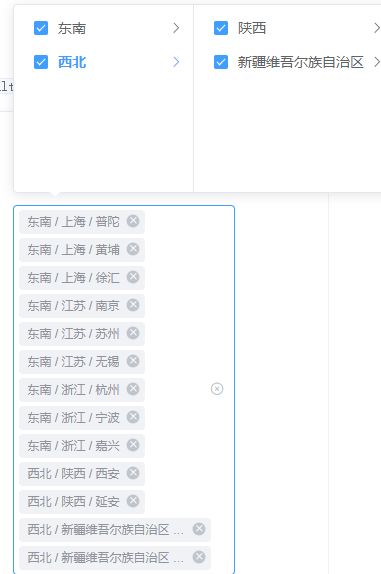 东南
陕西
西北
新疆维吾尔族自治区
lt
东南 / 上海 / 普陀
东南 / 上海 / 黄埔
东南 / 上海 / 徐汇
东南 / 江苏 / 南京
东南 / 江苏 / 苏州
东南 / 江苏 / 无锡
东南 / 浙江 / 杭州
东南 / 浙江 / 宁波
东南 / 浙江 / 嘉兴
西北 / 陕西 / 西安
西北 / 陕西 / 延安
西北 / 新疆维吾尔族自治区 ...
西北 / 新疆维吾尔族自治区 ...